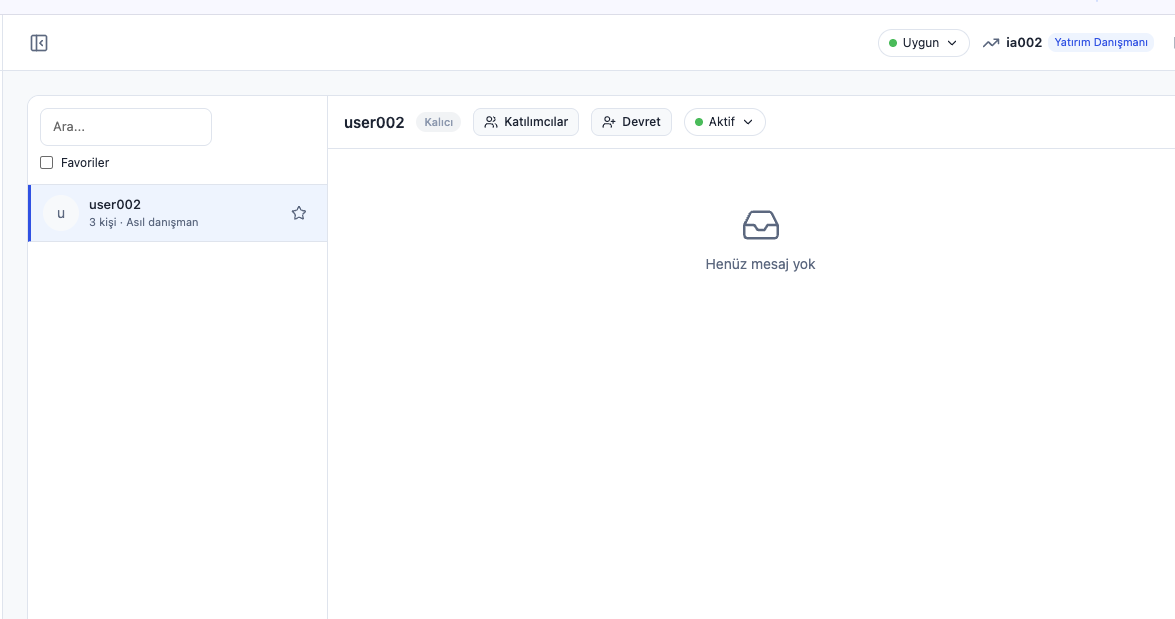 Uygun
ia002 Yatırım Danışmanı
Ara...
Favoriler
u
user002
3 kişi · Asıl danışman
user002 Kalıcı Katılımcılar Devret Aktif
Henüz mesaj yok